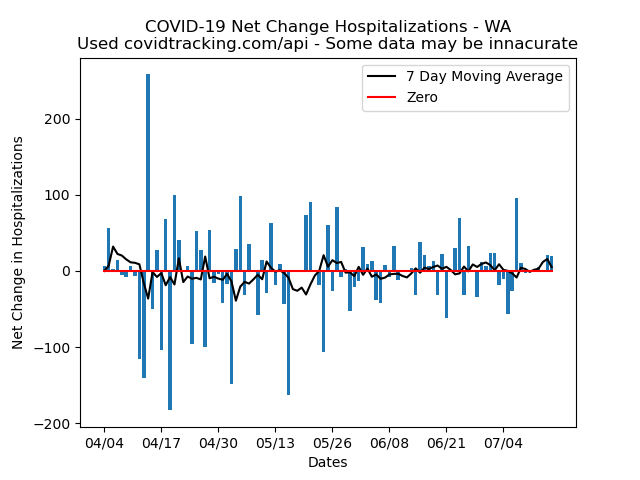 COVID-19 Net Change Hospitalizations - WA
Used covidtracking.com/api - Some data may be innacurate
7 Day Moving Average
Zero
Net Change in Hospitalizations
200
100
0
−100
−200
04/04 04/17 04/30 05/13 05/26 06/08 06/21 07/04
Dates